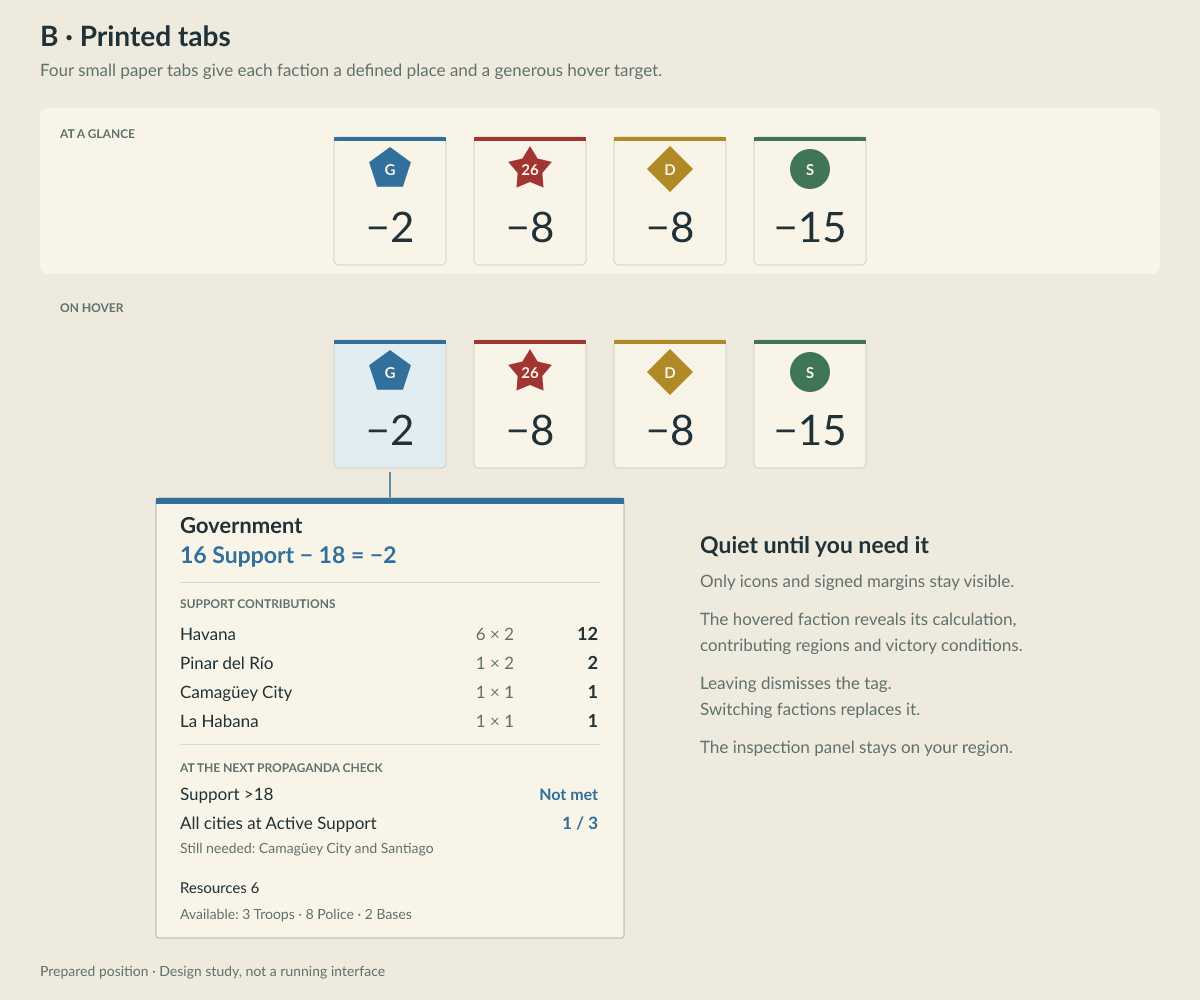 B · Printed tabs
Four small paper tabs give each faction a defined place and a generous hover target.
AT A GLANCE
G 26 D S
−2 −8 −8 −15
ON HOVER
G 26 D S
−2 −8 −8 −15
Government
16 Support − 18 = −2
SUPPORT CONTRIBUTIONS
Havana 6 × 2 12
Pinar del Río 1 × 2 2
Camagüey City 1 × 1 1
La Habana 1 × 1 1
AT THE NEXT PROPAGANDA CHECK
Support >18 Not met
All cities at Active Support 1 / 3
Still needed: Camagüey City and Santiago
Resources 6
Available: 3 Troops · 8 Police · 2 Bases
Quiet until you need it
Only icons and signed margins stay visible.
The hovered faction reveals its calculation,
contributing regions and victory conditions.
Leaving dismisses the tag.
Switching factions replaces it.
The inspection panel stays on your region.
Prepared position · Design study, not a running interface